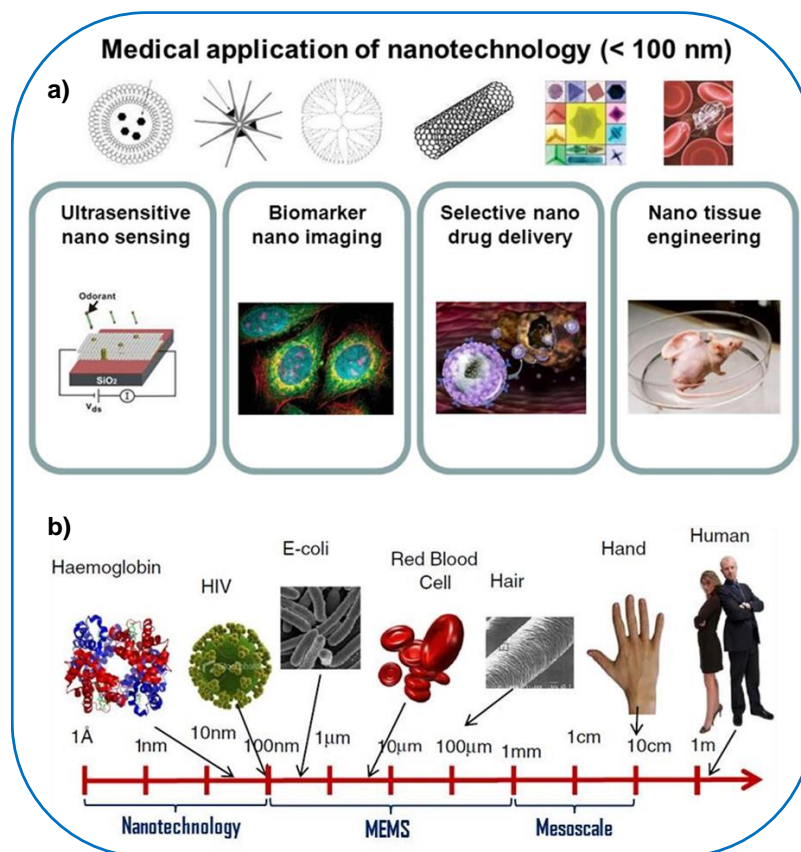 Medical application of nanotechnology (< 100 nm)
a)
Ultrasensitive
nano sensing
Odorant
SiO₂
Vds
I
Biomarker
nano imaging
Selective nano
drug delivery
Nano tissue
engineering
b)
Haemoglobin
HIV
E-coli
Red Blood
Cell
Hair
Hand
Human
1Å
1nm
10nm
100nm
1µm
10µm
100µm
1mm
1cm
10cm
1m
Nanotechnology
MEMS
Mesoscale